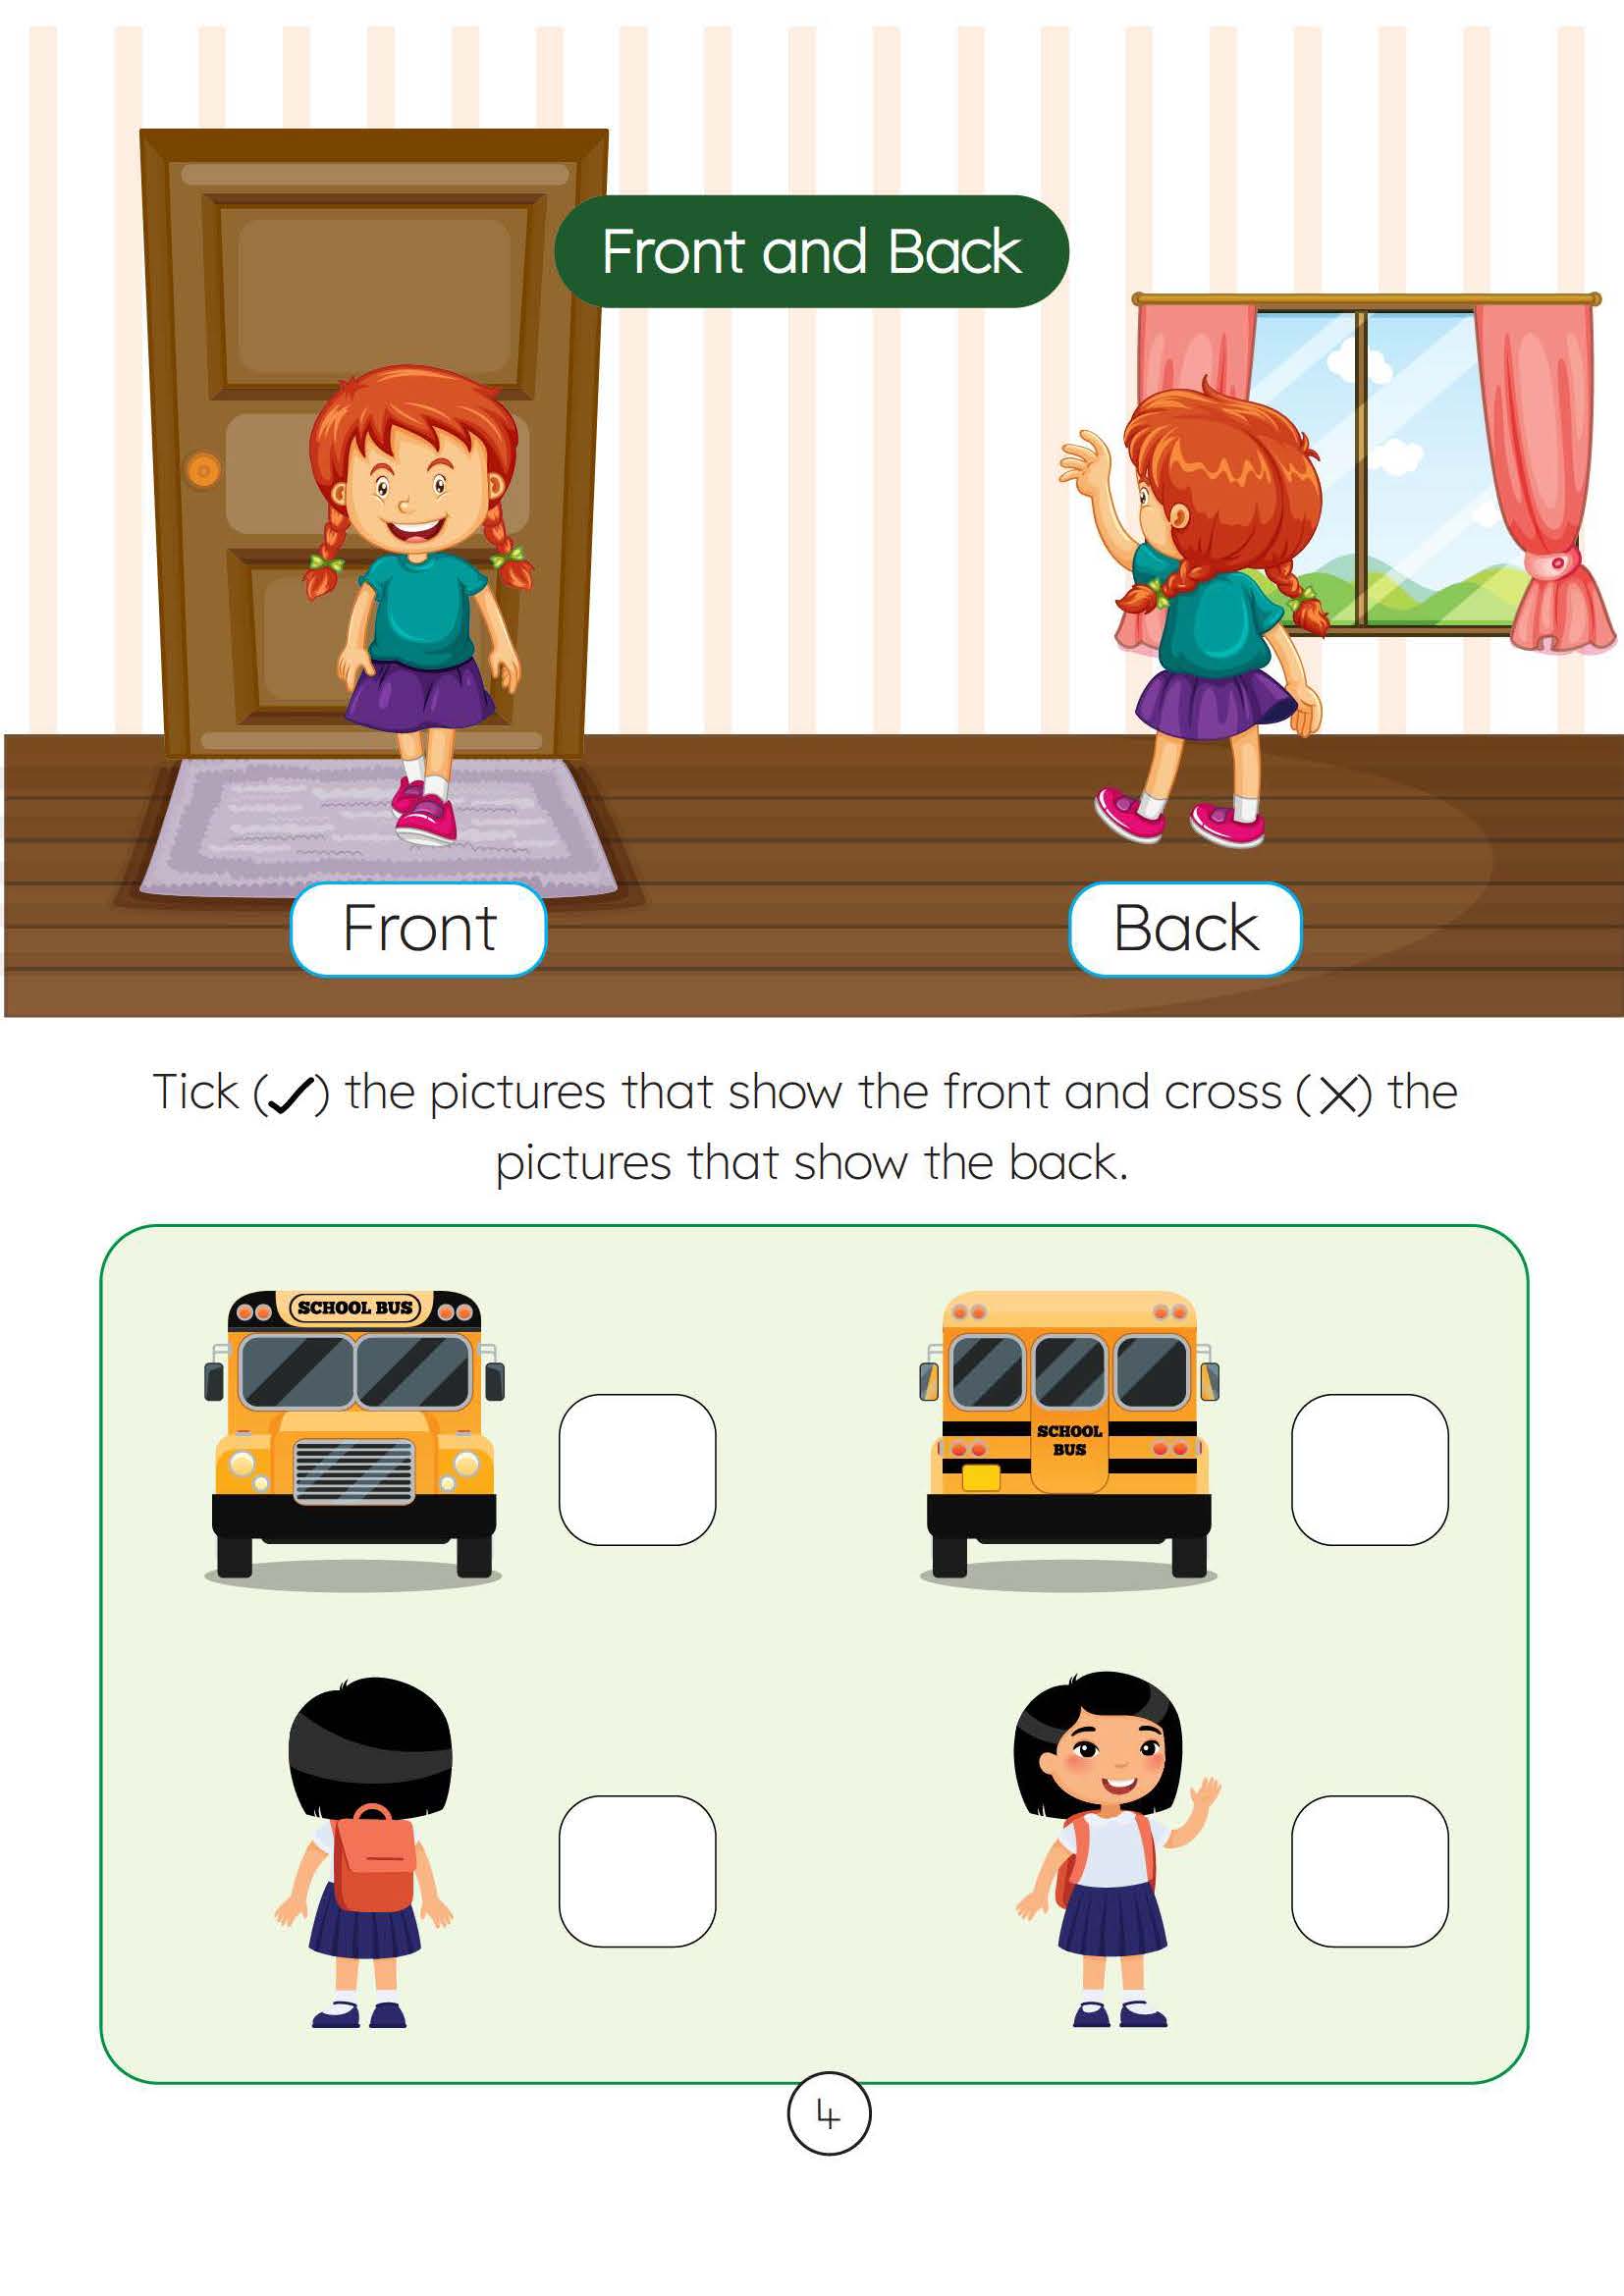 Front and Back
Front
Back
Tick (✓) the pictures that show the front and cross (✕) the
pictures that show the back.
SCHOOL BUS
SCHOOL
BUS
4